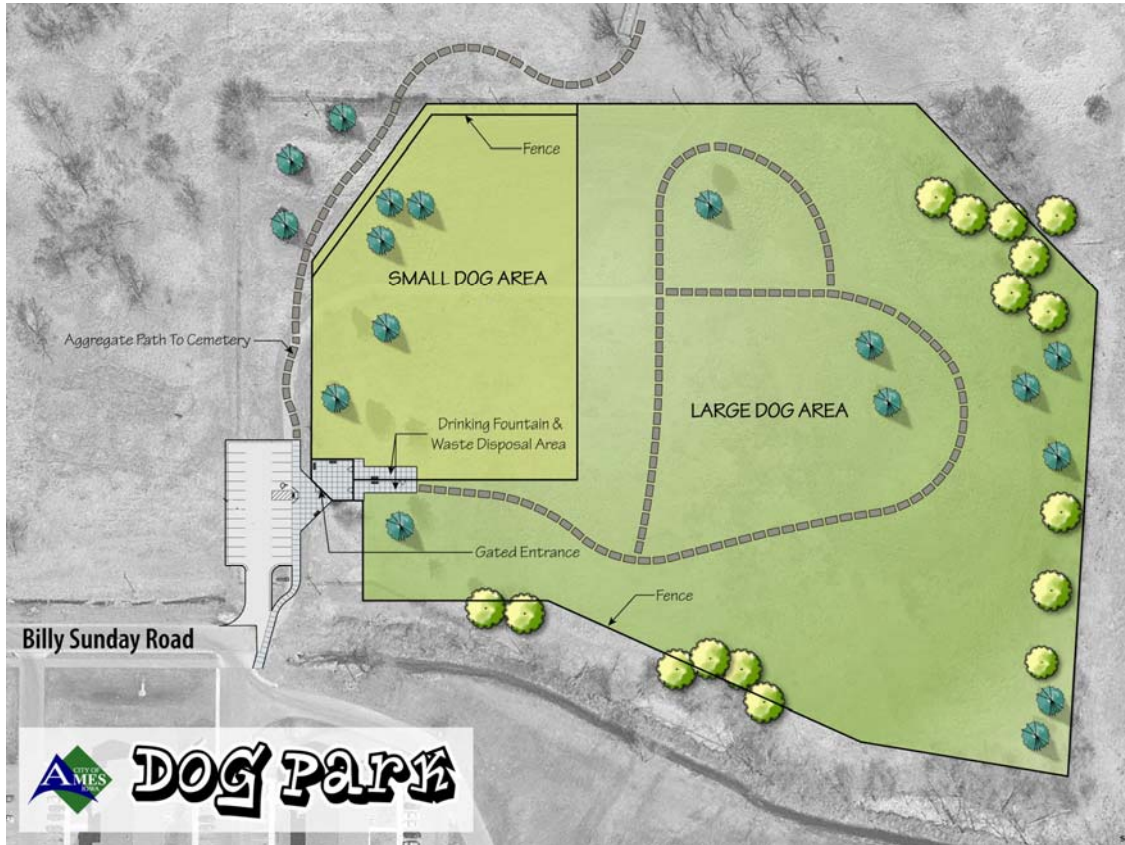 Fence
SMALL DOG AREA
Aggregate Path To Cemetery
LARGE DOG AREA
Drinking Fountain &
Waste Disposal Area
Gated Entrance
Fence
Billy Sunday Road
CITY OF
AMES
IOWA
DOG PARK